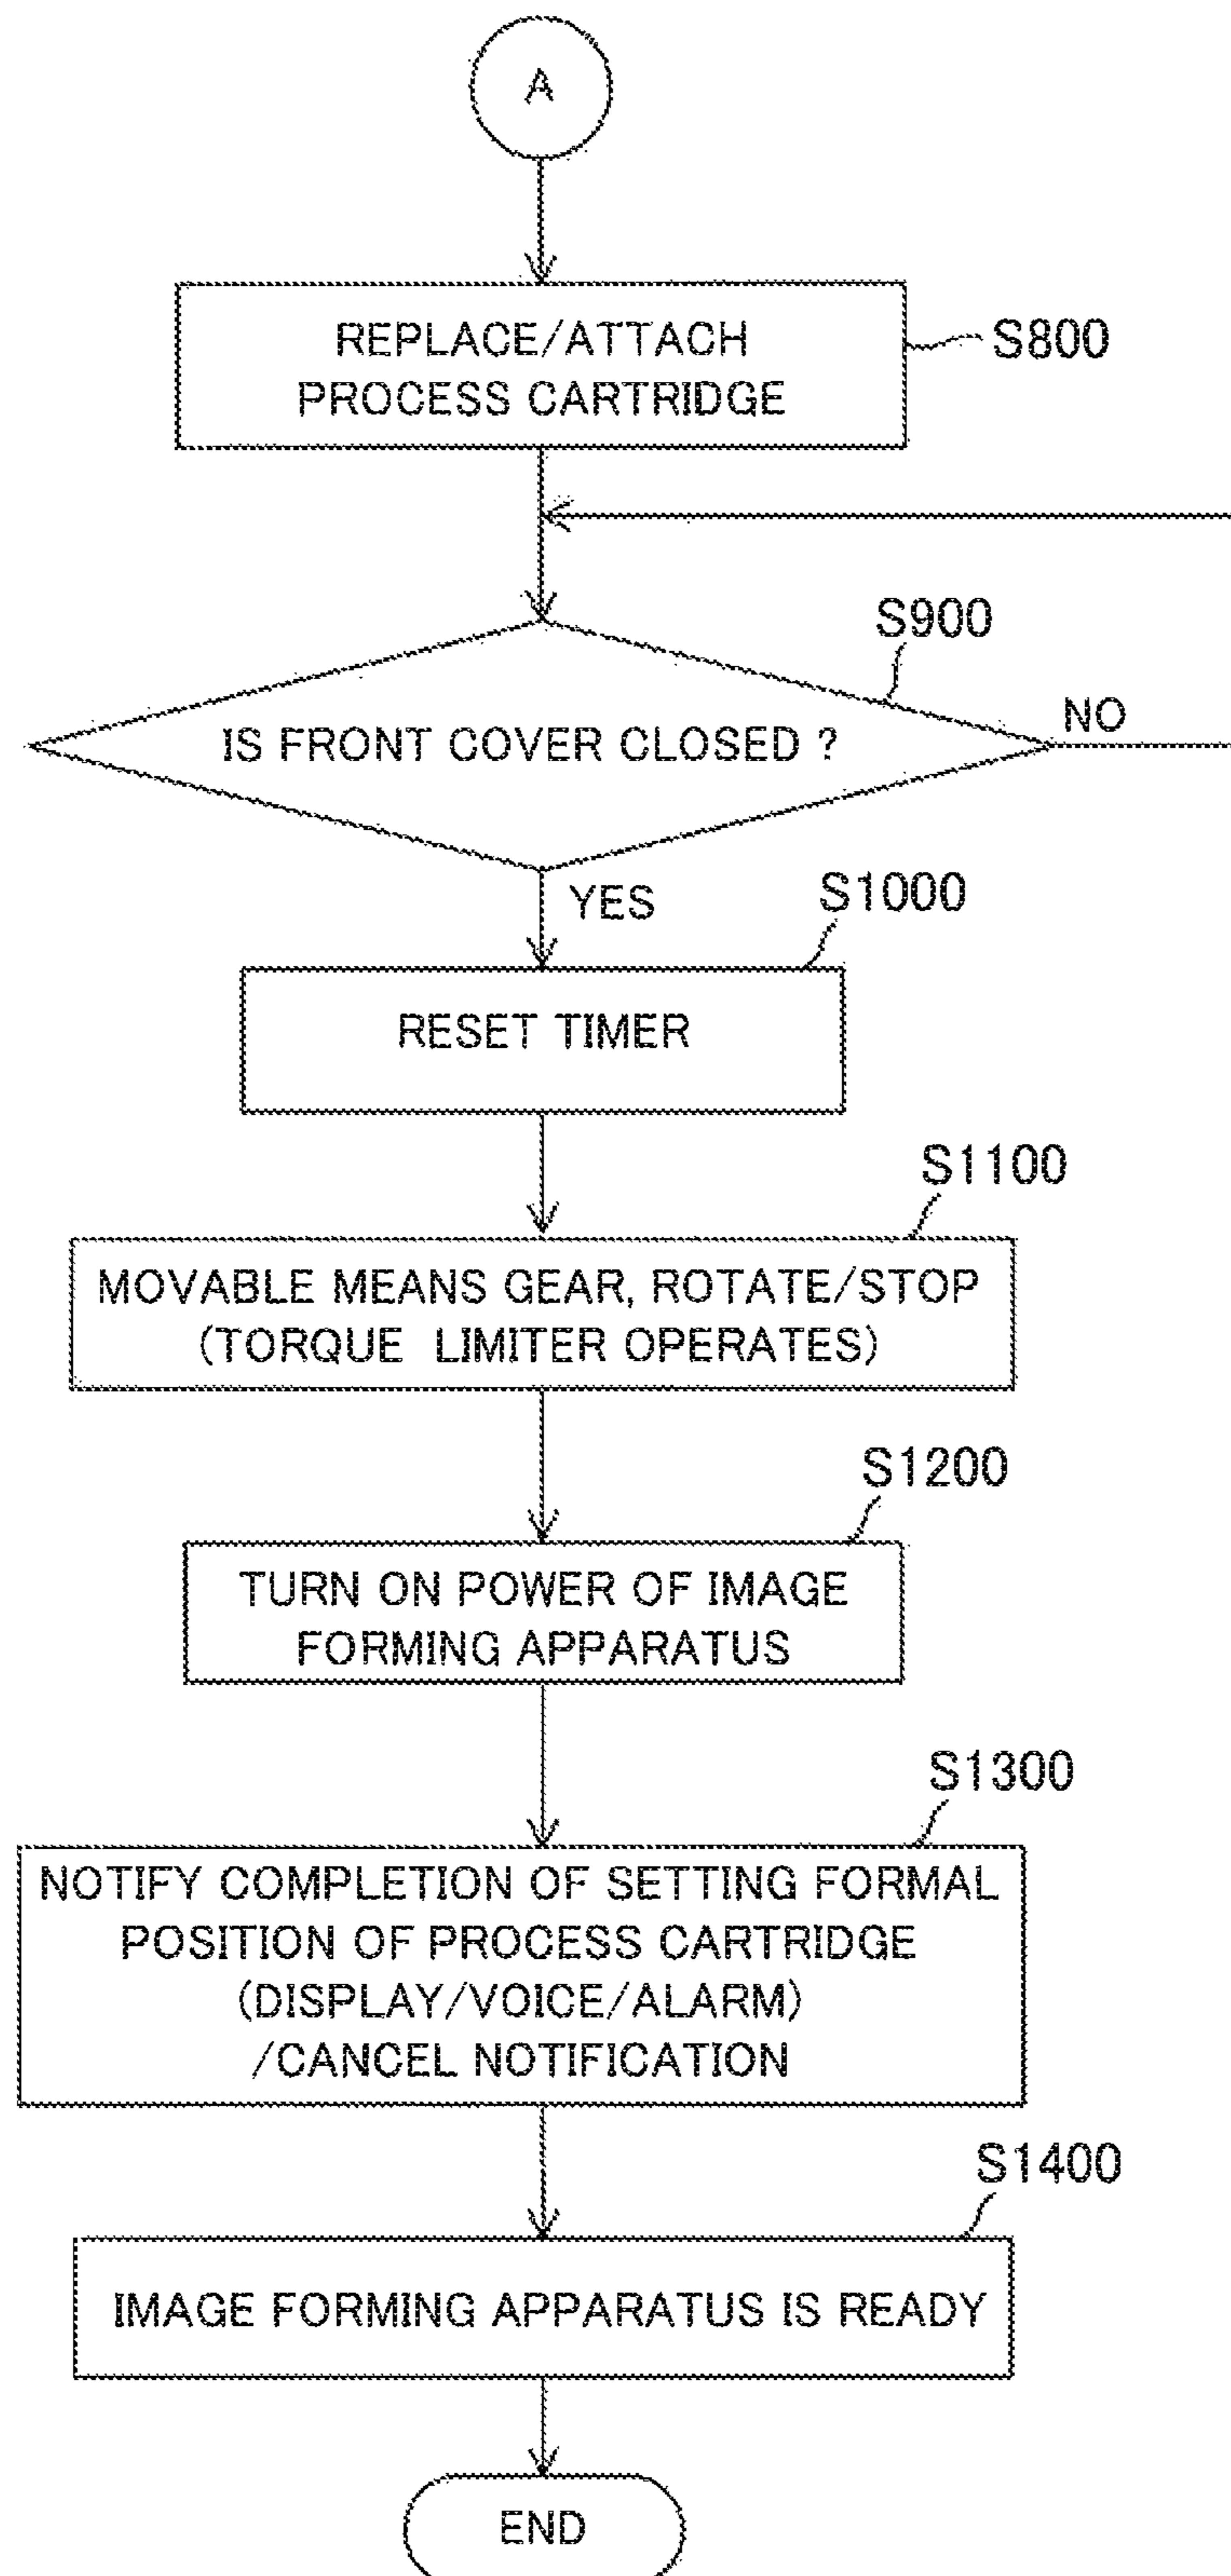 A
REPLACE/ATTACH
PROCESS CARTRIDGE
S800
S900
IS FRONT COVER CLOSED ?
NO
YES
S1000
RESET TIMER
S1100
MOVABLE MEANS GEAR, ROTATE/STOP
(TORQUE LIMITER OPERATES)
S1200
TURN ON POWER OF IMAGE
FORMING APPARATUS
S1300
NOTIFY COMPLETION OF SETTING FORMAL
POSITION OF PROCESS CARTRIDGE
(DISPLAY/VOICE/ALARM)
/CANCEL NOTIFICATION
S1400
IMAGE FORMING APPARATUS IS READY
END